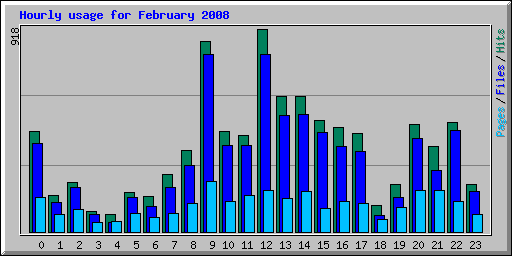 Hourly usage for February 2008
918
Pages / Files / Hits
0 1 2 3 4 5 6 7 8 9 10 11 12 13 14 15 16 17 18 19 20 21 22 23